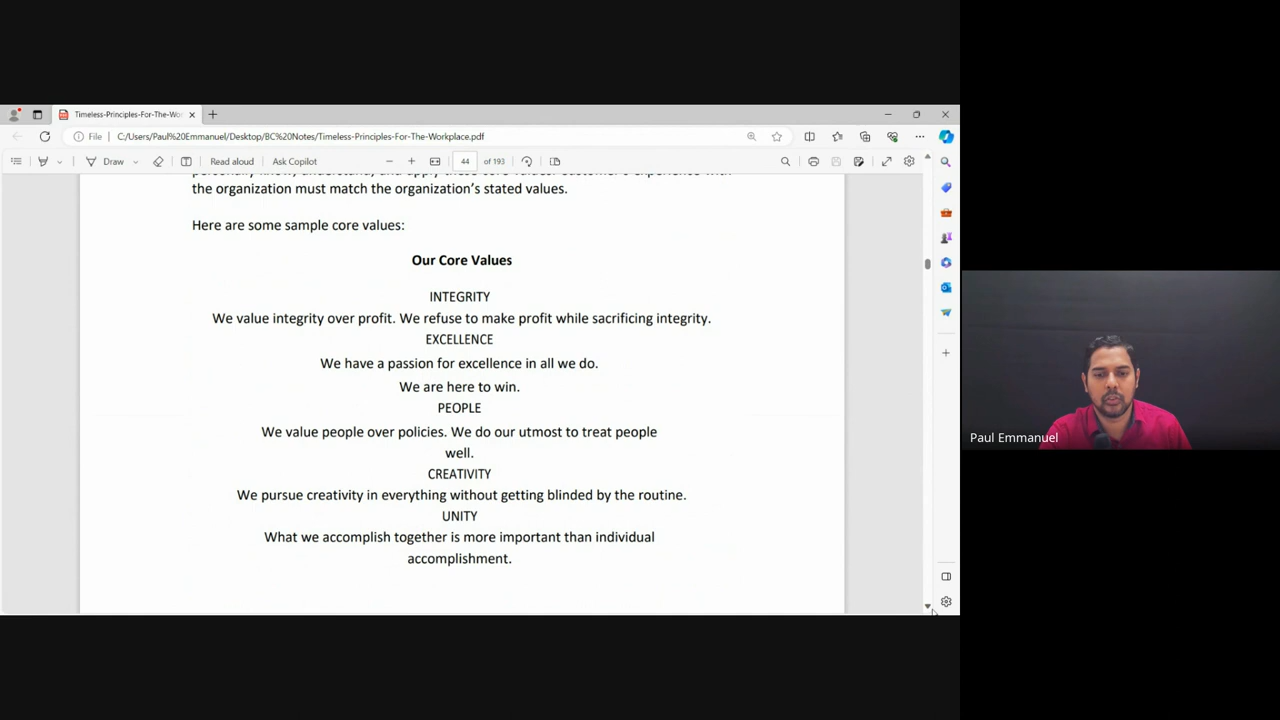 Timeless-Principles-For-The-Wor
File
C:/Users/Paul%20Emmanuel/Desktop/BC%20Notes/Timeless-Principles-For-The-Workplace.pdf
Draw
Read aloud
Ask Copilot
44
of 193
the organization must match the organization's stated values.
Here are some sample core values:
Our Core Values
INTEGRITY
We value integrity over profit. We refuse to make profit while sacrificing integrity.
EXCELLENCE
We have a passion for excellence in all we do.
We are here to win.
PEOPLE
We value people over policies. We do our utmost to treat people
well.
CREATIVITY
We pursue creativity in everything without getting blinded by the routine.
UNITY
What we accomplish together is more important than individual
accomplishment.
Paul Emmanuel